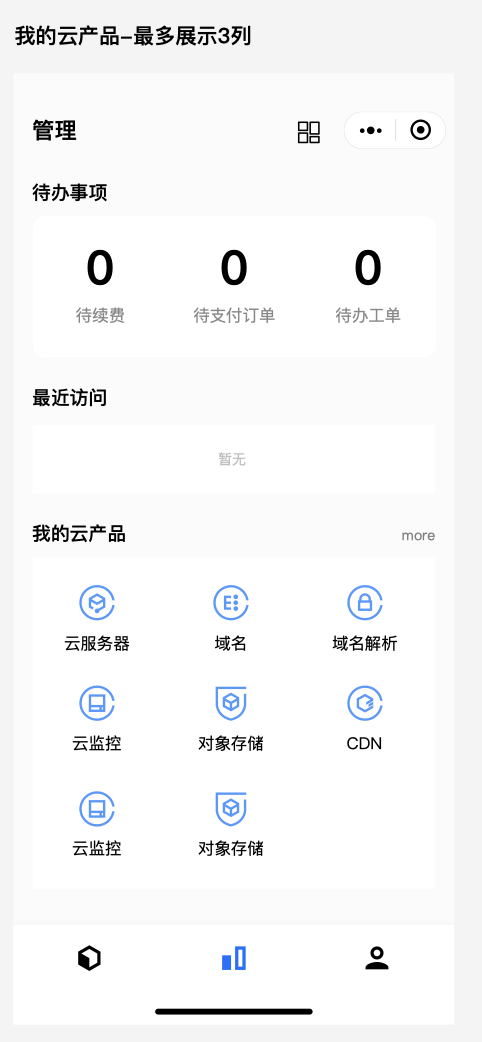 我的云产品-最多展示3列
管理
待办事项
0 0 0
待续费 待支付订单 待办工单
最近访问
暂无
我的云产品 more
云服务器 域名 域名解析
云监控 对象存储 CDN
云监控 对象存储